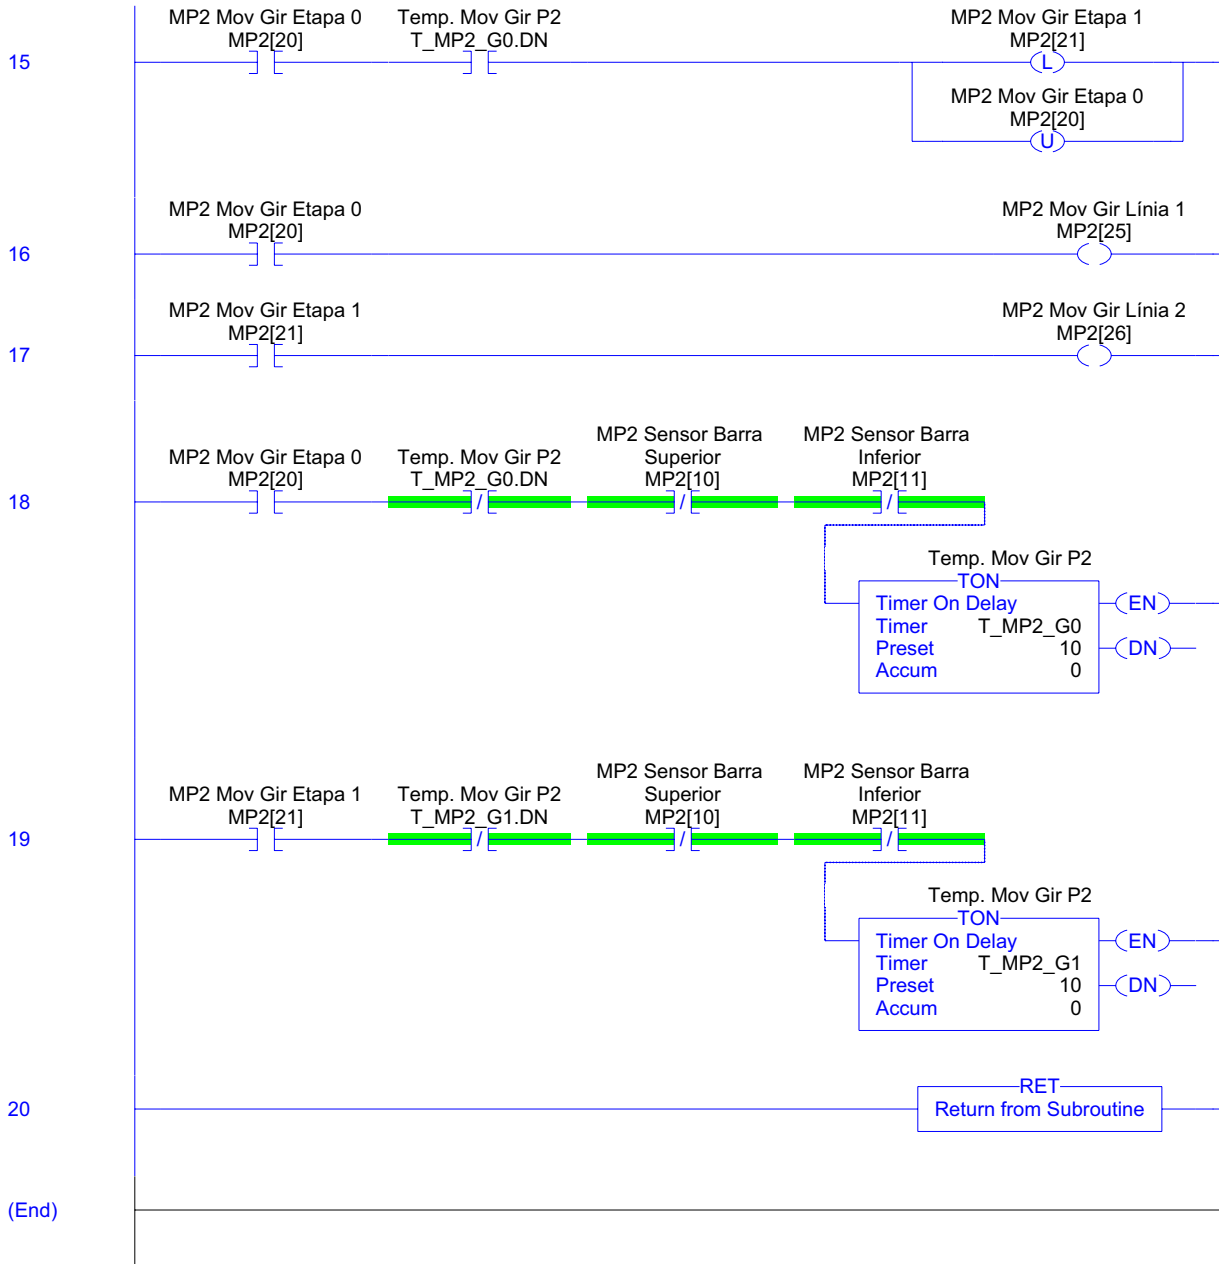 MP2 Mov Gir Etapa 0
MP2[20]
Temp. Mov Gir P2
T_MP2_G0.DN
MP2 Mov Gir Etapa 1
MP2[21]
15
L
MP2 Mov Gir Etapa 0
MP2[20]
U
MP2 Mov Gir Etapa 0
MP2[20]
MP2 Mov Gir Línia 1
MP2[25]
16
MP2 Mov Gir Etapa 1
MP2[21]
MP2 Mov Gir Línia 2
MP2[26]
17
MP2 Mov Gir Etapa 0
MP2[20]
Temp. Mov Gir P2
T_MP2_G0.DN
MP2 Sensor Barra
Superior
MP2[10]
MP2 Sensor Barra
Inferior
MP2[11]
18
/
/
/
Temp. Mov Gir P2
TON
Timer On Delay
Timer T_MP2_G0
Preset 10
Accum 0
EN
DN
MP2 Mov Gir Etapa 1
MP2[21]
Temp. Mov Gir P2
T_MP2_G1.DN
MP2 Sensor Barra
Superior
MP2[10]
MP2 Sensor Barra
Inferior
MP2[11]
19
/
/
/
Temp. Mov Gir P2
TON
Timer On Delay
Timer T_MP2_G1
Preset 10
Accum 0
EN
DN
20
RET
Return from Subroutine
(End)